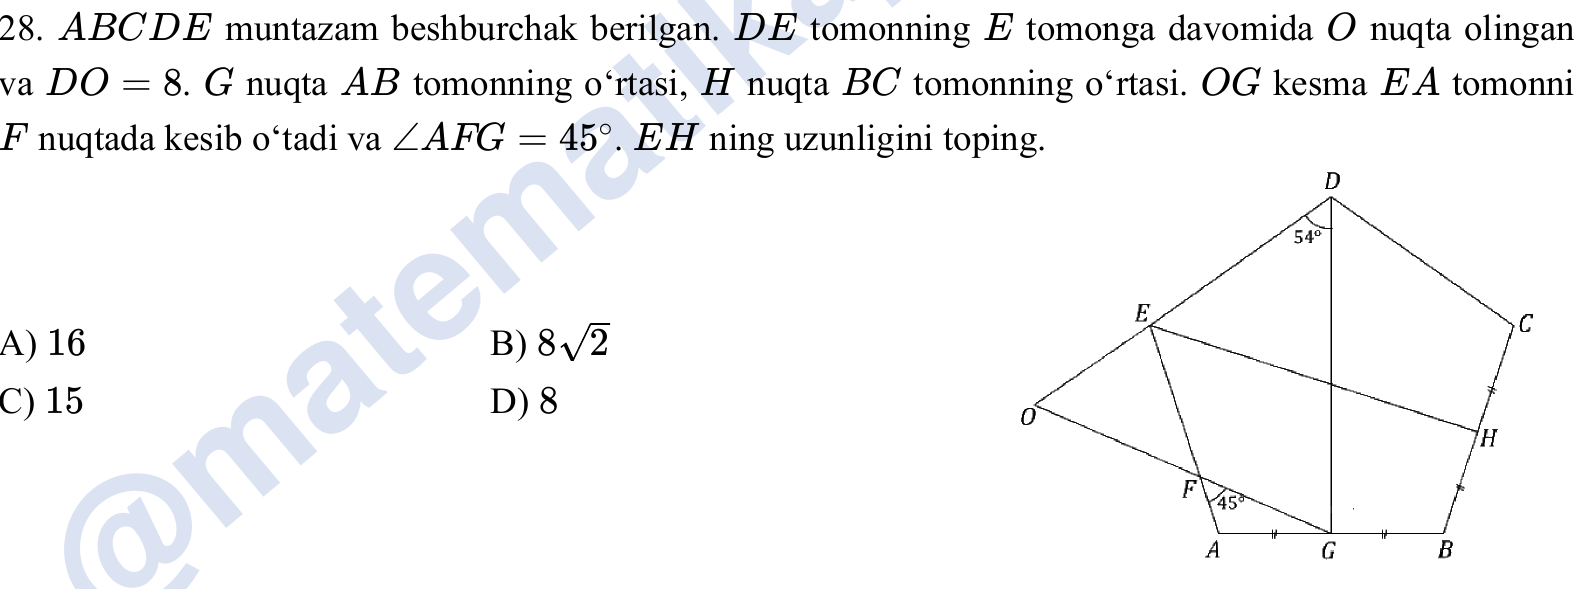 28. ABCDE muntazam beshburchak berilgan. DE tomonning E tomonga davomida O nuqta olingan
va DO = 8. G nuqta AB tomonning o‘rtasi, H nuqta BC tomonning o‘rtasi. OG kesma EA tomonni
F nuqtada kesib o‘tadi va ∠AFG = 45°. EH ning uzunligini toping.
D
54°
E
C
O
H
F
45°
A
G
B
A) 16
B) 8√2
C) 15
D) 8
@matematika